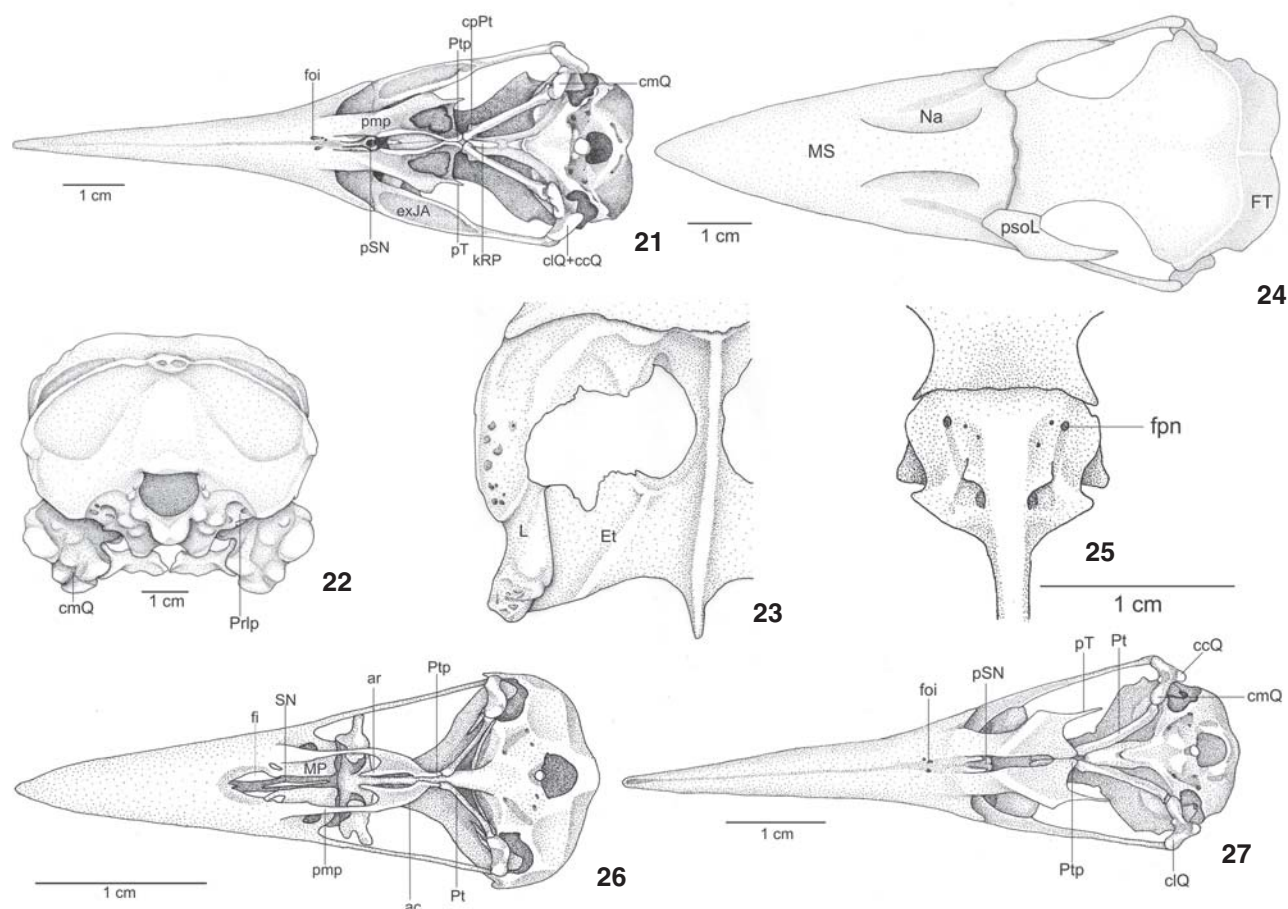 cpPt
Ptp
foi
cmQ
pmp
1 cm
exJA
pSN
pT
kRP
clQ+ccQ
21
Na
MS
psoL
FT
1 cm
24
cmQ
1 cm
Prlp
22
L
Et
23
fpn
25
1 cm
Ptp
ar
SN
fi
MP
pmp
ac
Pt
1 cm
26
pT
Pt
ccQ
pSN
foi
cmQ
1 cm
Ptp
clQ
27